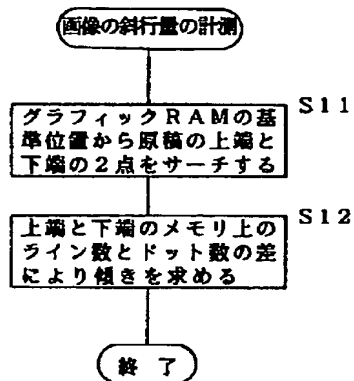 画像の斜行量の計測
S11
グラフィックRAMの基
準位置から原稿の上端と
下端の2点をサーチする
S12
上端と下端のメモリ上の
ライン数とドット数の差
により傾きを求める
終了